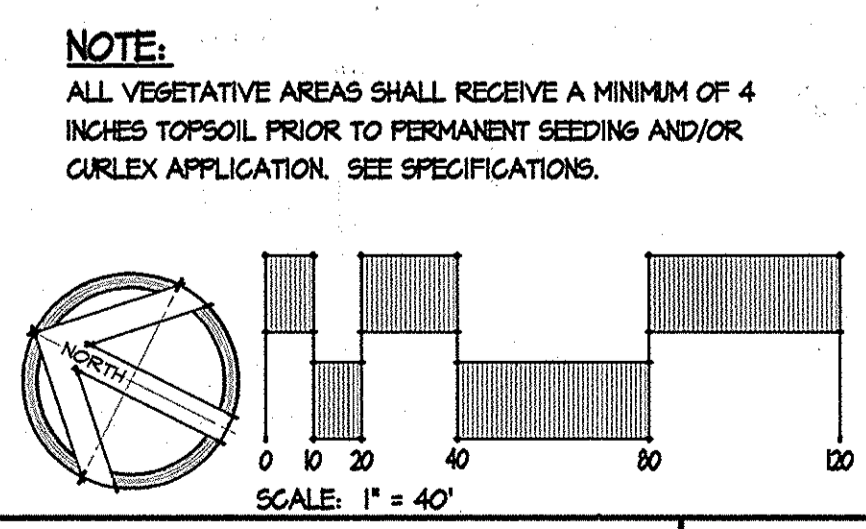 NOTE:
ALL VEGETATIVE AREAS SHALL RECEIVE A MINIMUM OF 4
INCHES TOPSOIL PRIOR TO PERMANENT SEEDING AND/OR
CURLEX APPLICATION. SEE SPECIFICATIONS.
NORTH
0 10 20 40 80 120
SCALE: 1" = 40'